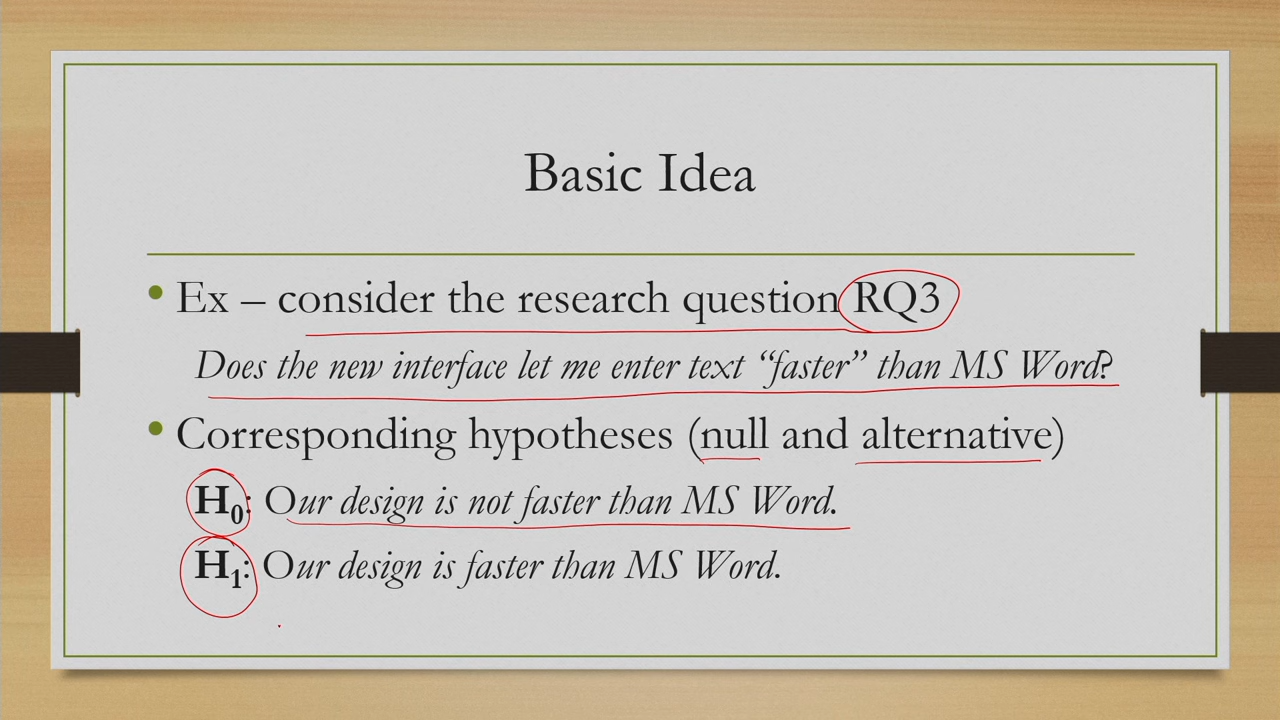 Basic Idea
• Ex – consider the research question RQ3
Does the new interface let me enter text “faster” than MS Word?
• Corresponding hypotheses (null and alternative)
H₀: Our design is not faster than MS Word.
H₁: Our design is faster than MS Word.